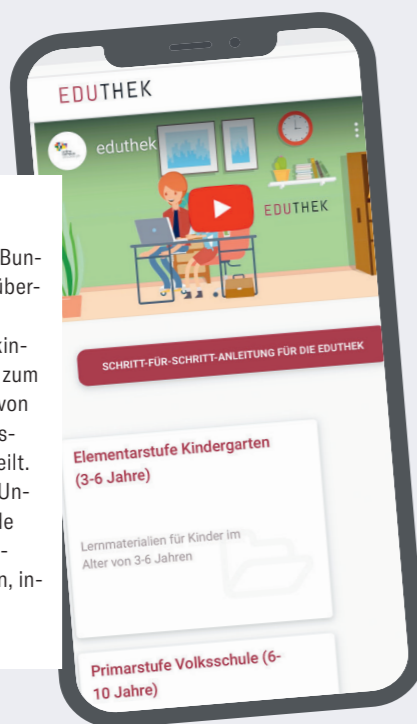 Bun-
über-
kin-
zum
von
s-
eilt.
Un-
le
-
n, in-
EDUTHEK
eduthek
EDUTHEK
SCHRITT-FÜR-SCHRITT-ANLEITUNG FÜR DIE EDUTHEK
Elementarstufe Kindergarten
(3-6 Jahre)
Lernmaterialien für Kinder im
Alter von 3-6 Jahren
Primarstufe Volksschule (6-
10 Jahre)